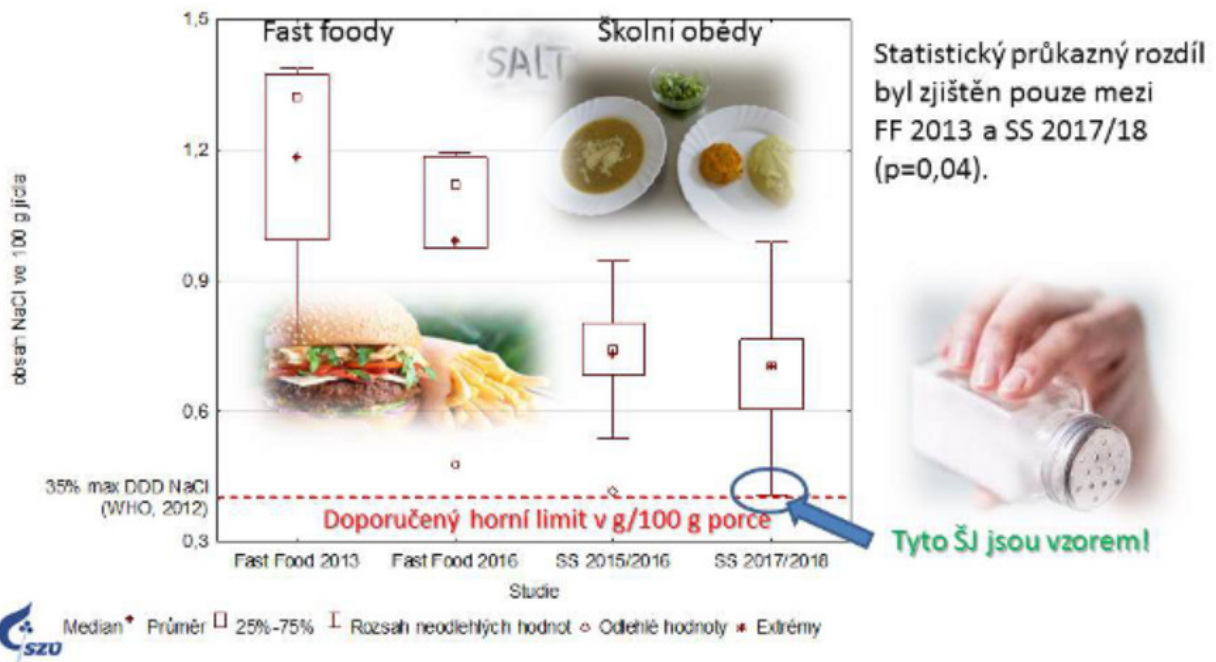 1,5
1,2
0,9
0,6
0,3
obsah NaCl ve 100 g jídla
Fast foody
Školní obědy
SALT
Statistický průkazný rozdíl
byl zjištěn pouze mezi
FF 2013 a SS 2017/18
(p=0,04).
35% max DDD NaCl
(WHO, 2012)
Doporučený horní limit v g/100 g porce
Tyto ŠJ jsou vzorem!
Fast Food 2013
Fast Food 2016
SS 2015/2016
SS 2017/2018
Studie
Median Průměr 25%-75% Rozsah neodlehlých hodnot Odlehlé hodnoty Extrémy
SZÚ